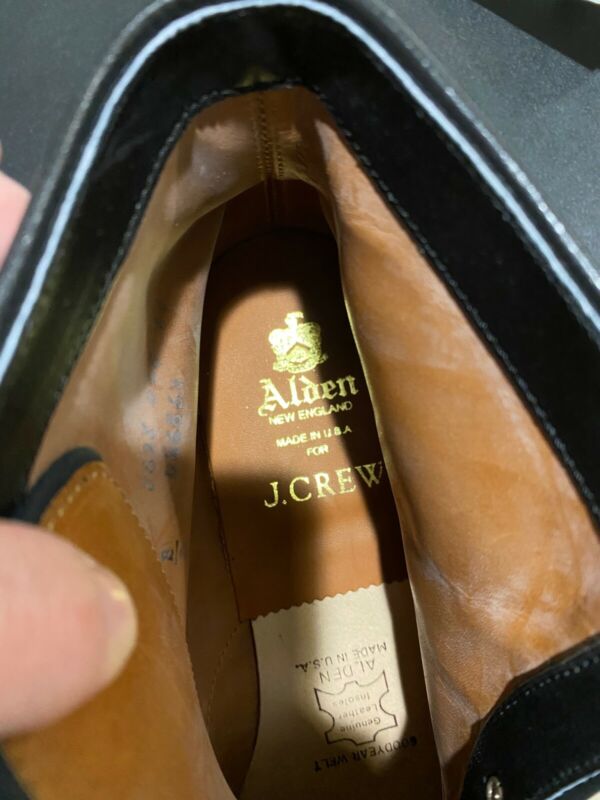 Alden
NEW ENGLAND
MADE IN U.S.A
FOR
J.CREW
ALDEN
MADE IN U.S.A.
Genuine
Leather
Insoles
GOODYEAR WELT